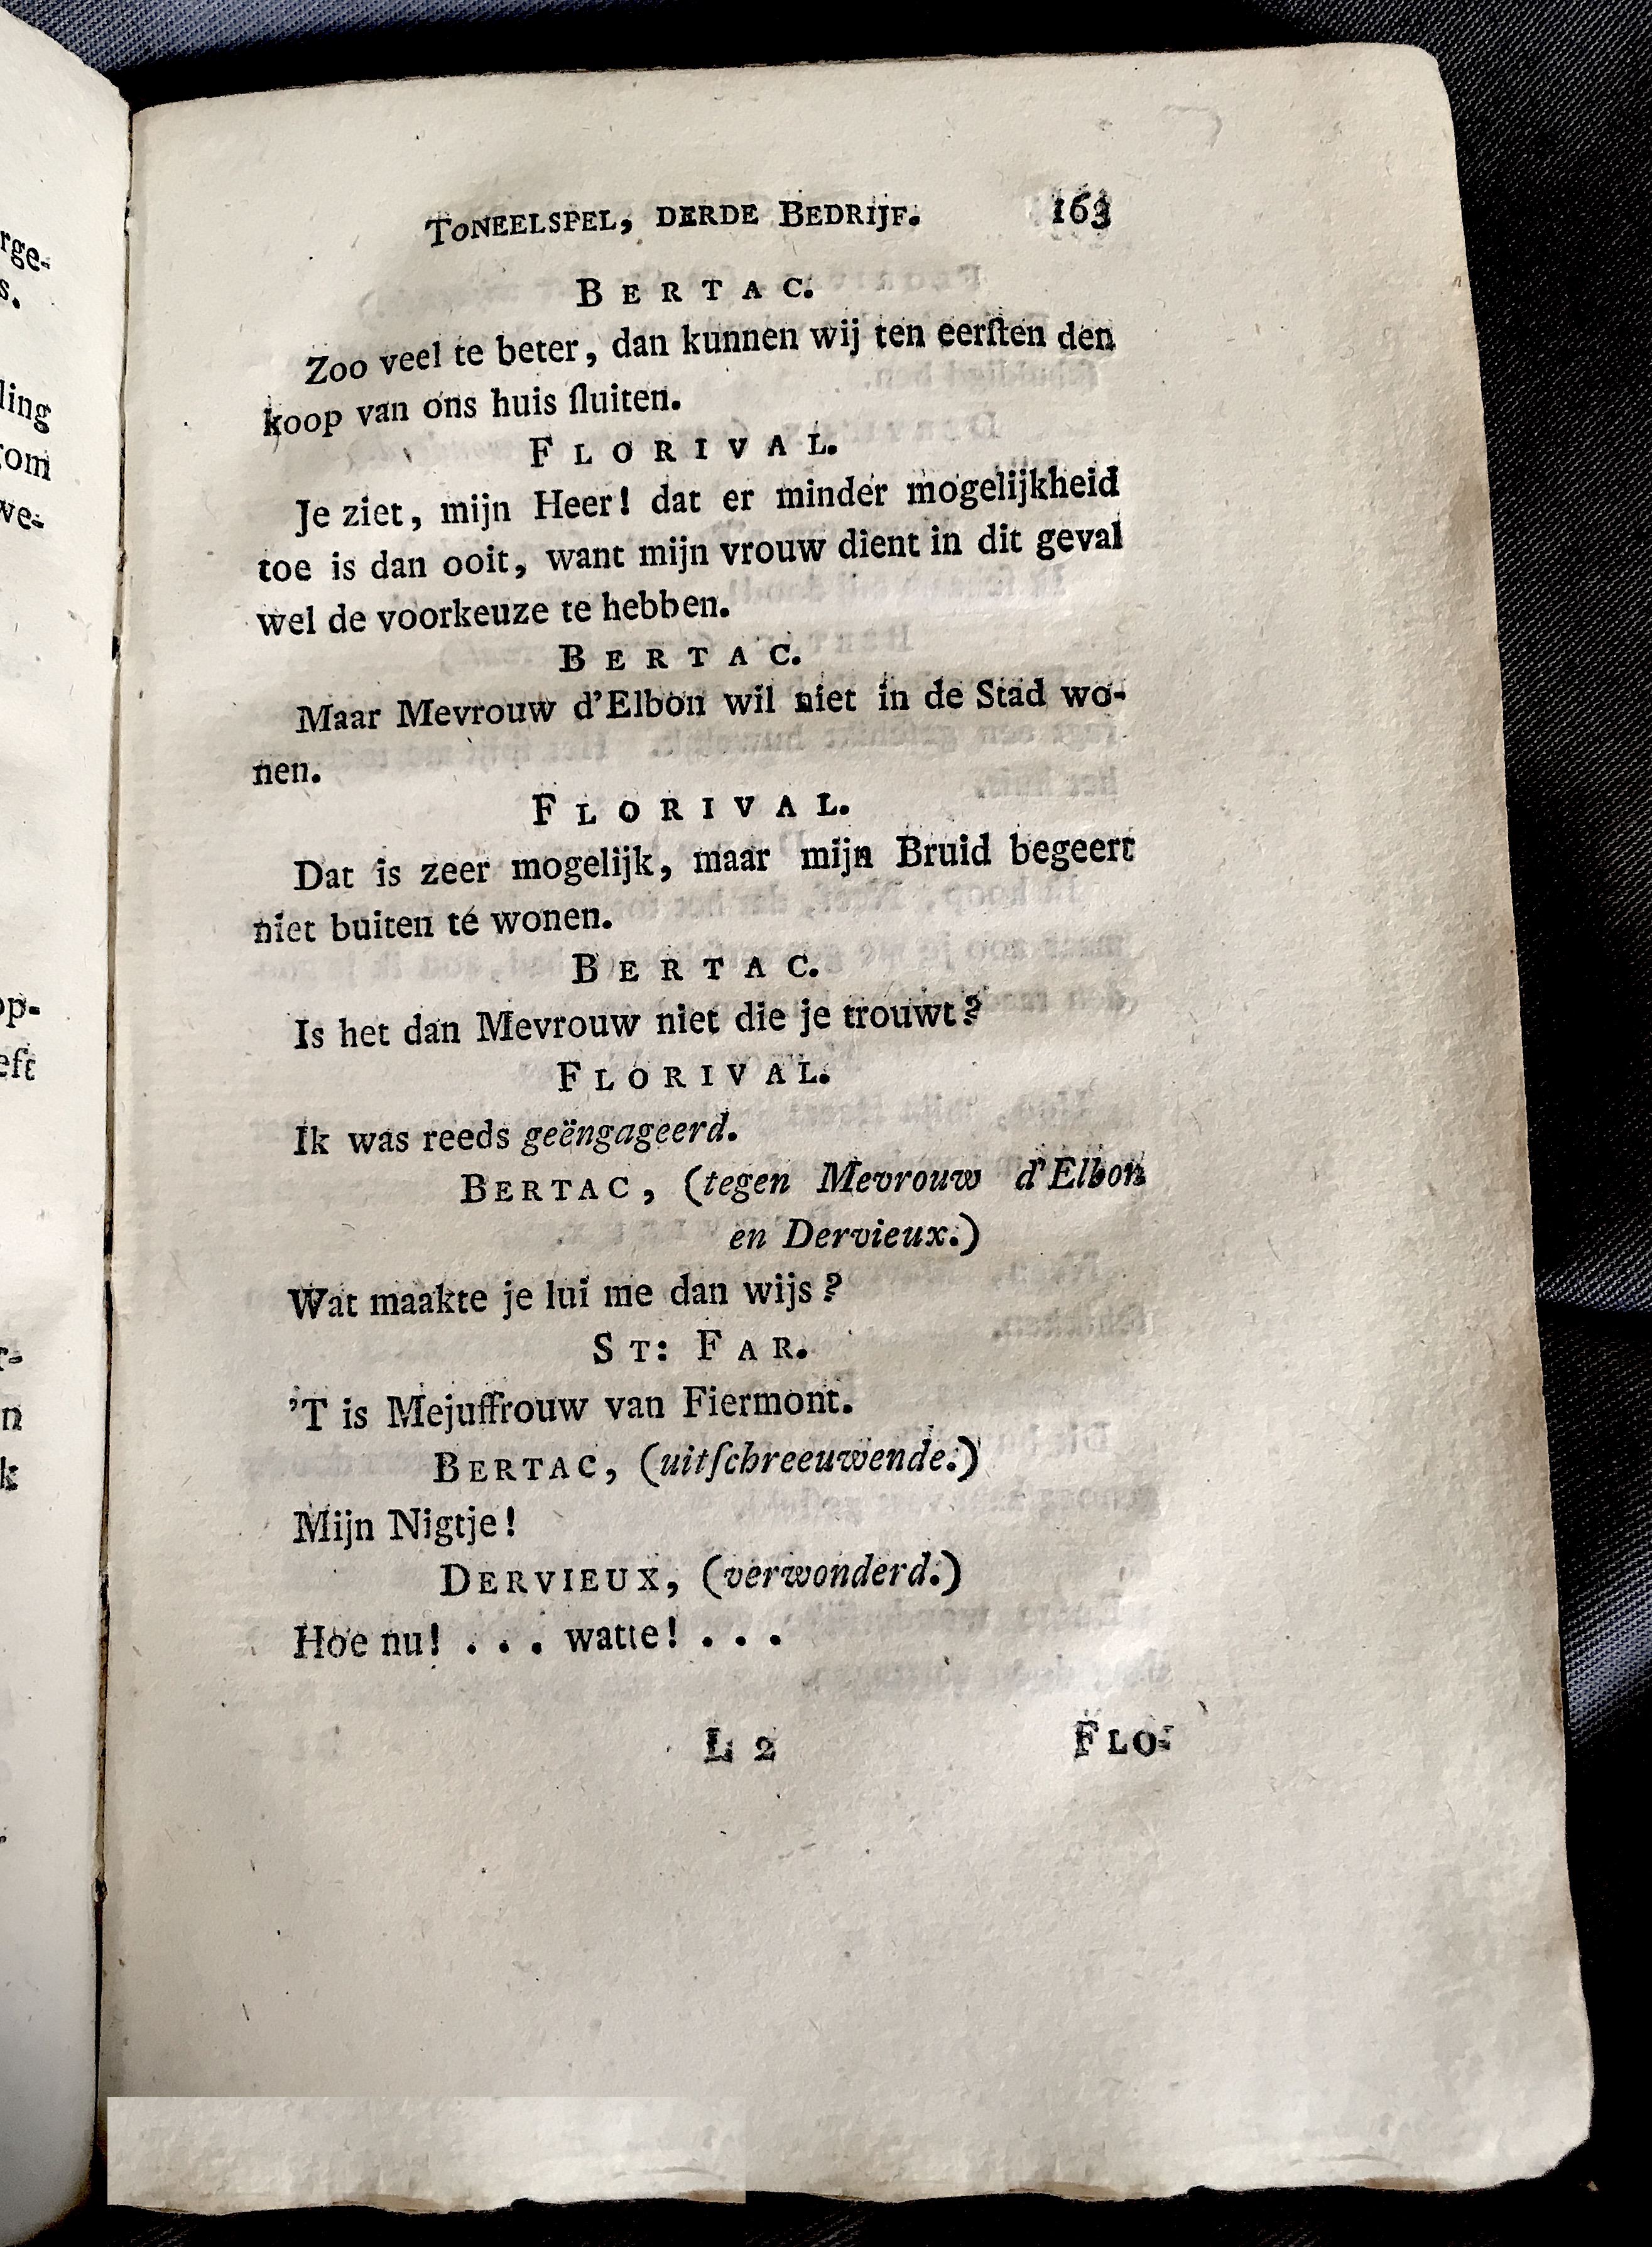 TONEELSPEL, DERDE BEDRIJF. 163
BERTAC.
Zoo veel te beter, dan kunnen wij ten eerſten den
koop van ons huis ſluiten.
FLORIVAL.
Je ziet, mijn Heer! dat er minder mogelijkheid
toe is dan ooit, want mijn vrouw dient in dit geval
wel de voorkeuze te hebben.
BERTAC.
Maar Mevrouw d'Elbon wil niet in de Stad wo-
nen.
FLORIVAL.
Dat is zeer mogelijk, maar mijn Bruid begeert
niet buiten te wonen.
BERTAC.
Is het dan Mevrouw niet die je trouwt?
FLORIVAL.
Ik was reeds geëngageerd.
BERTAC, (tegen Mevrouw d'Elbon
en Dervieux.)
Wat maakte je lui me dan wijs?
ST: FAR.
'T is Mejuffrouw van Fiermont.
BERTAC, (uitſchreeuwende.)
Mijn Nigtje!
DERVIEUX, (verwonderd.)
Hoe nu! . . . watte! . . .
L 2 FLO-